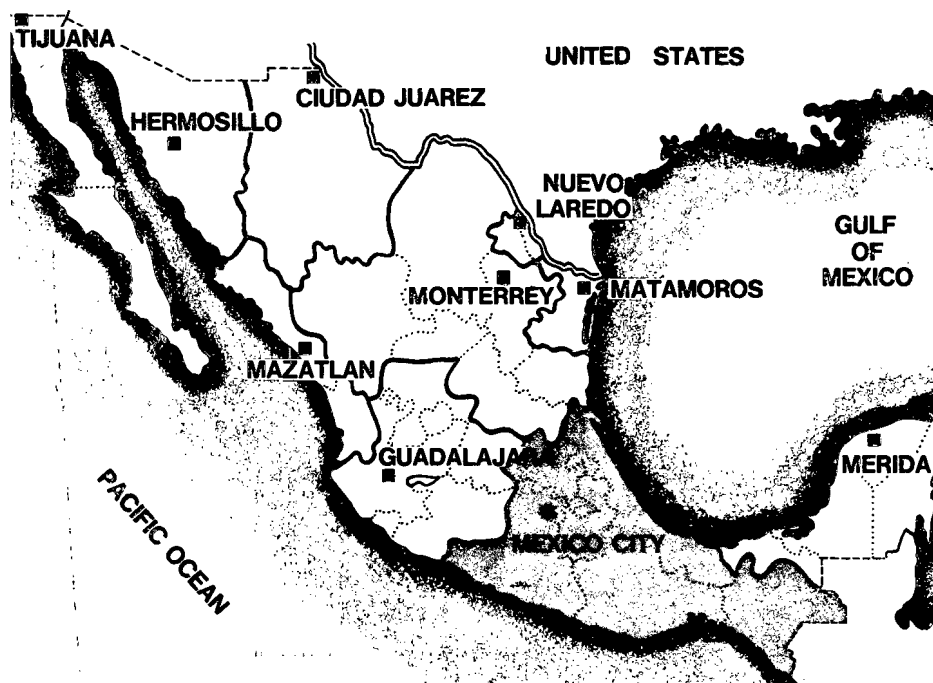 TIJUANA
UNITED STATES
CIUDAD JUAREZ
HERMOSILLO
NUEVO
LAREDO
GULF
OF
MEXICO
MONTERREY
MATAMOROS
MAZATLAN
GUADALAJARA
MERIDA
PACIFIC OCEAN
MEXICO CITY